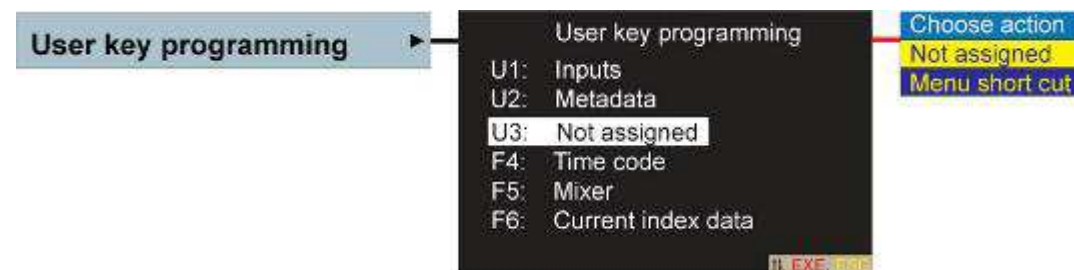 User key programming
User key programming
U1: Inputs
U2: Metadata
U3: Not assigned
F4: Time code
F5: Mixer
F6: Current index data
EXE ESC
Choose action
Not assigned
Menu short cut